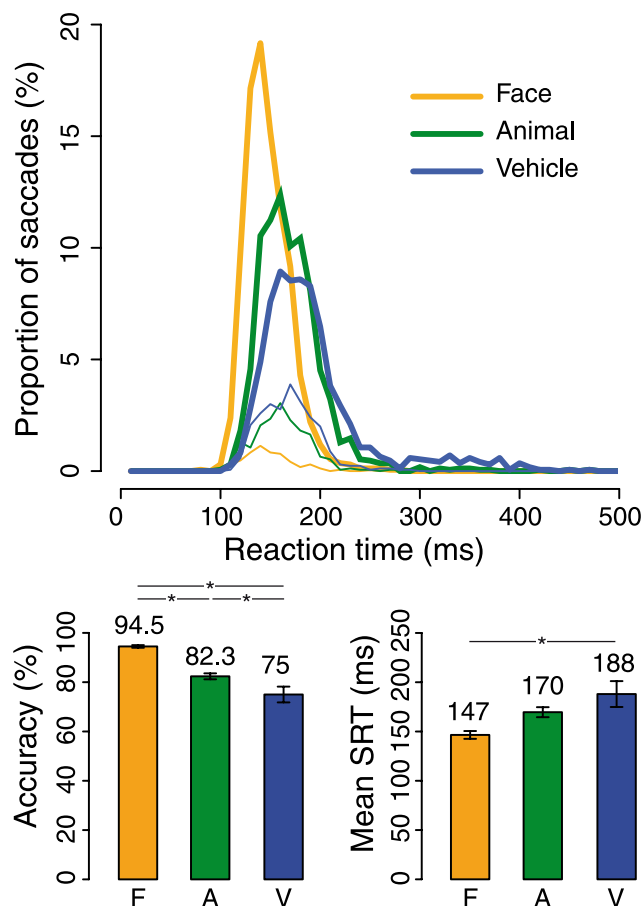 Proportion of saccades (%)
20
15
10
5
0
Face
Animal
Vehicle
0 100 200 300 400 500
Reaction time (ms)
Accuracy (%)
100
80
60
40
20
0
*
* *
94.5
82.3
75
F A V
Mean SRT (ms)
250
200
150
100
50
0
*
147
170
188
F A V